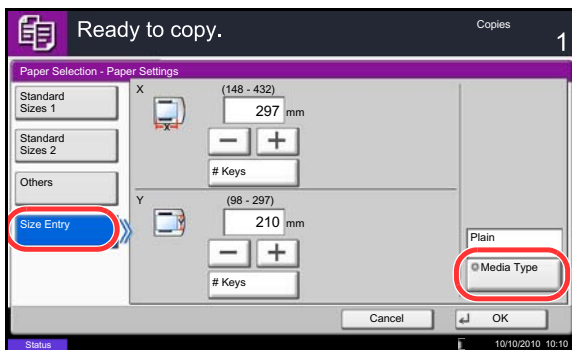 Ready to copy.
Copies
1
Paper Selection - Paper Settings
Standard
Sizes 1
Standard
Sizes 2
Others
Size Entry
X
(148 - 432)
297 mm
# Keys
Y
(98 - 297)
210 mm
# Keys
Plain
Media Type
Cancel
OK
Status
10/10/2010 10:10